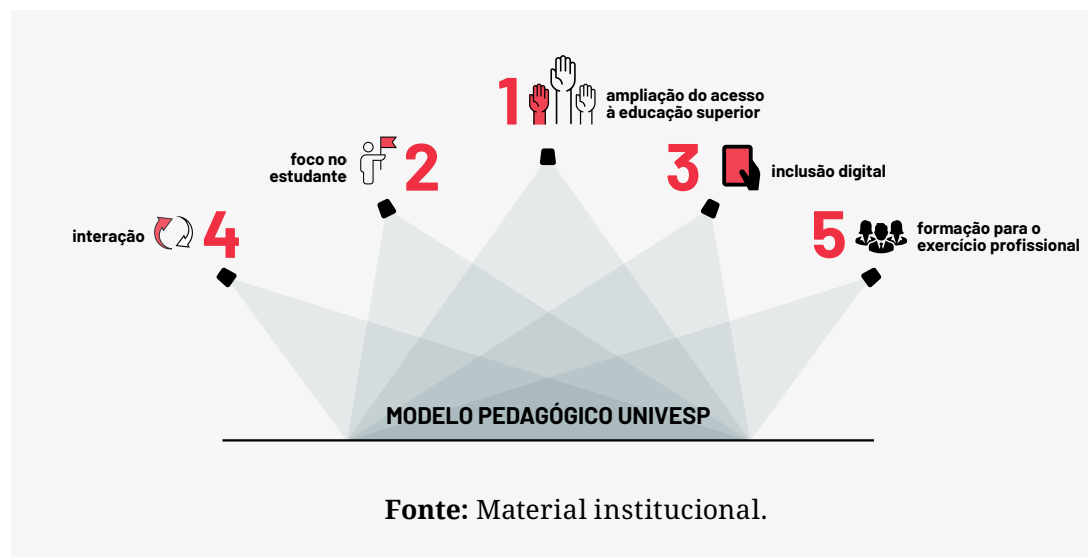 1
ampliação do acesso
à educação superior
foco no
estudante
2
3
inclusão digital
interação
4
5
formação para o
exercício profissional
MODELO PEDAGÓGICO UNIVESP
Fonte: Material institucional.